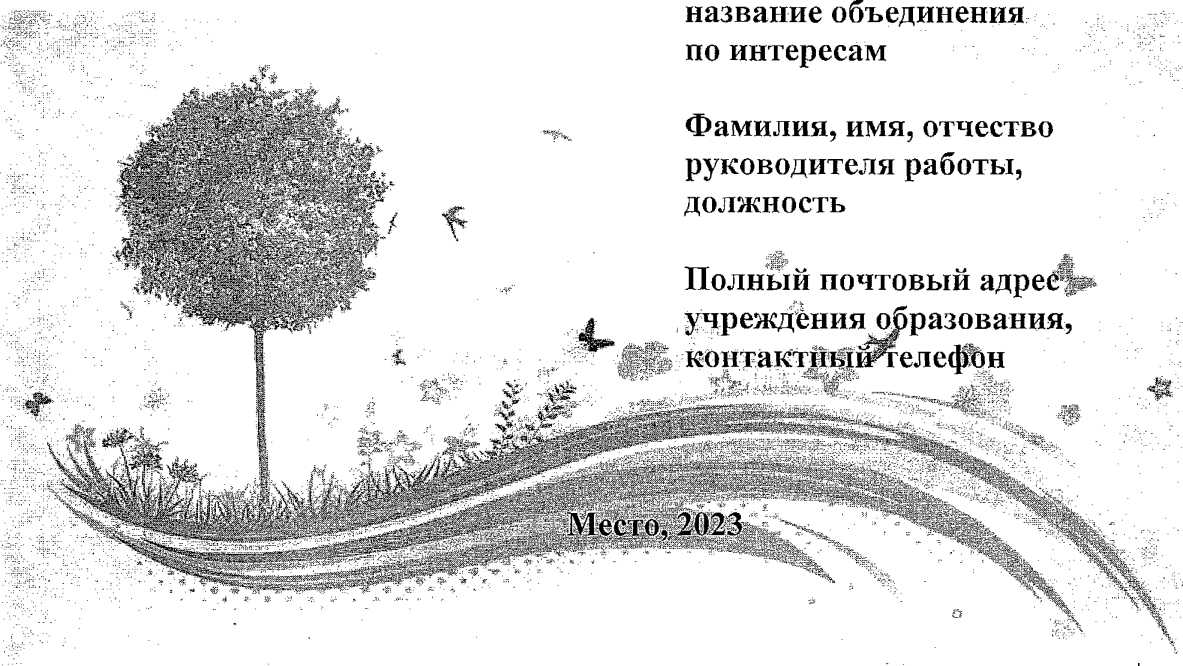 название объединения
по интересам
Фамилия, имя, отчество
руководителя работы,
должность
Полный почтовый адрес
учреждения образования,
контактный телефон
Место, 2023